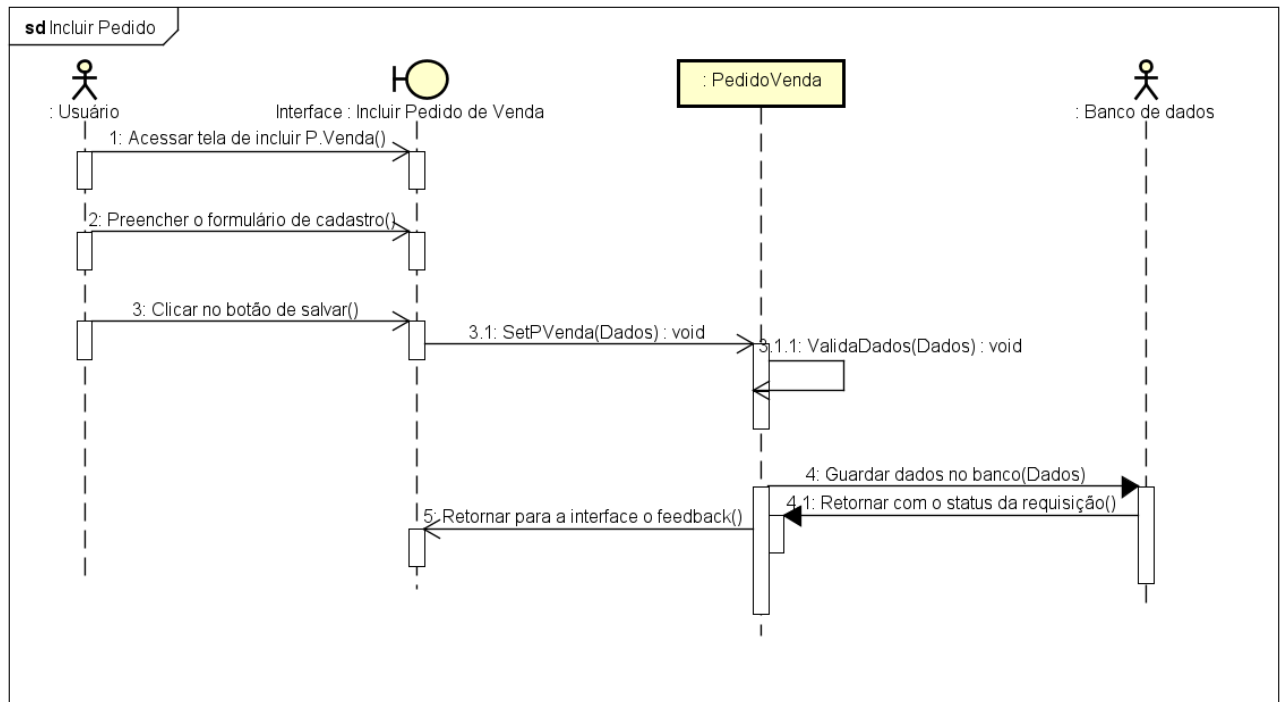 sd Incluir Pedido
: Usuário
Interface : Incluir Pedido de Venda
: PedidoVenda
: Banco de dados
1: Acessar tela de incluir P.Venda()
2: Preencher o formulário de cadastro()
3: Clicar no botão de salvar()
3.1: SetPVenda(Dados) : void
3.1.1: ValidaDados(Dados) : void
4: Guardar dados no banco(Dados)
4.1: Retornar com o status da requisição()
5: Retornar para a interface o feedback()